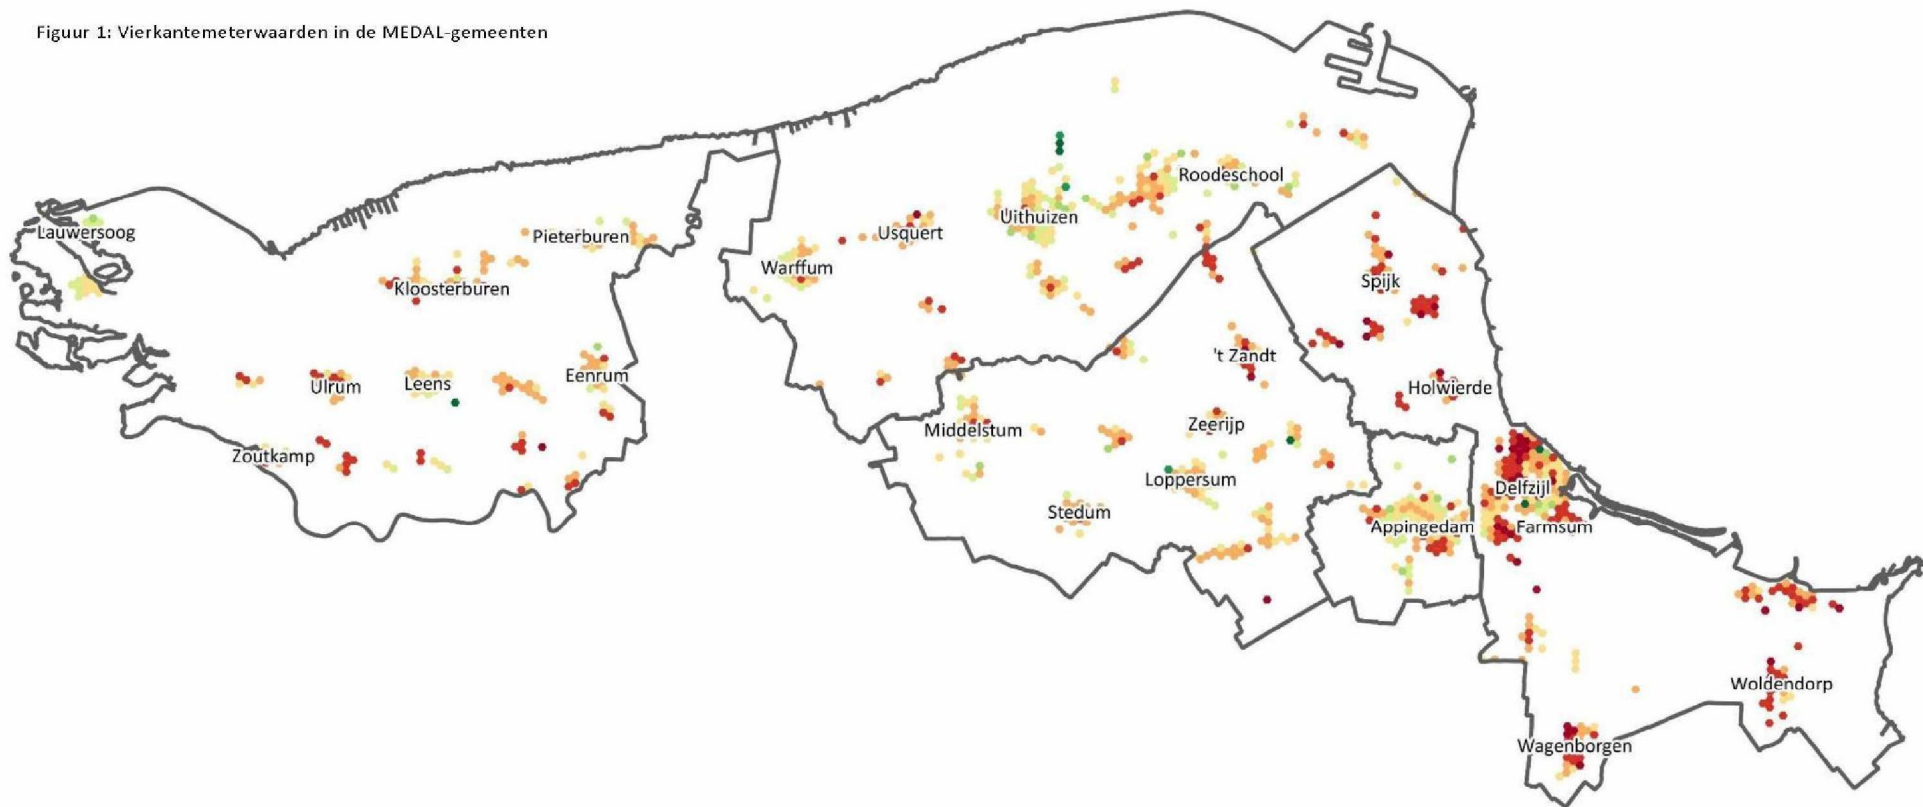 Figuur 1: Vierkantemeterwaarden in de MEDAL-gemeenten
Roodeschool
Uithuizen
Lauwersoog
Pieterburen
Usquert
Warffum
Kloosterburen
Spijk
't Zandt
Ulrum
Leens
Eenrum
Holwierde
Middelstum
Zeerijp
Zoutkamp
Loppersum
Delfzijl
Stedum
Appingedam
Farmsum
Woldendorp
Wagenborgen